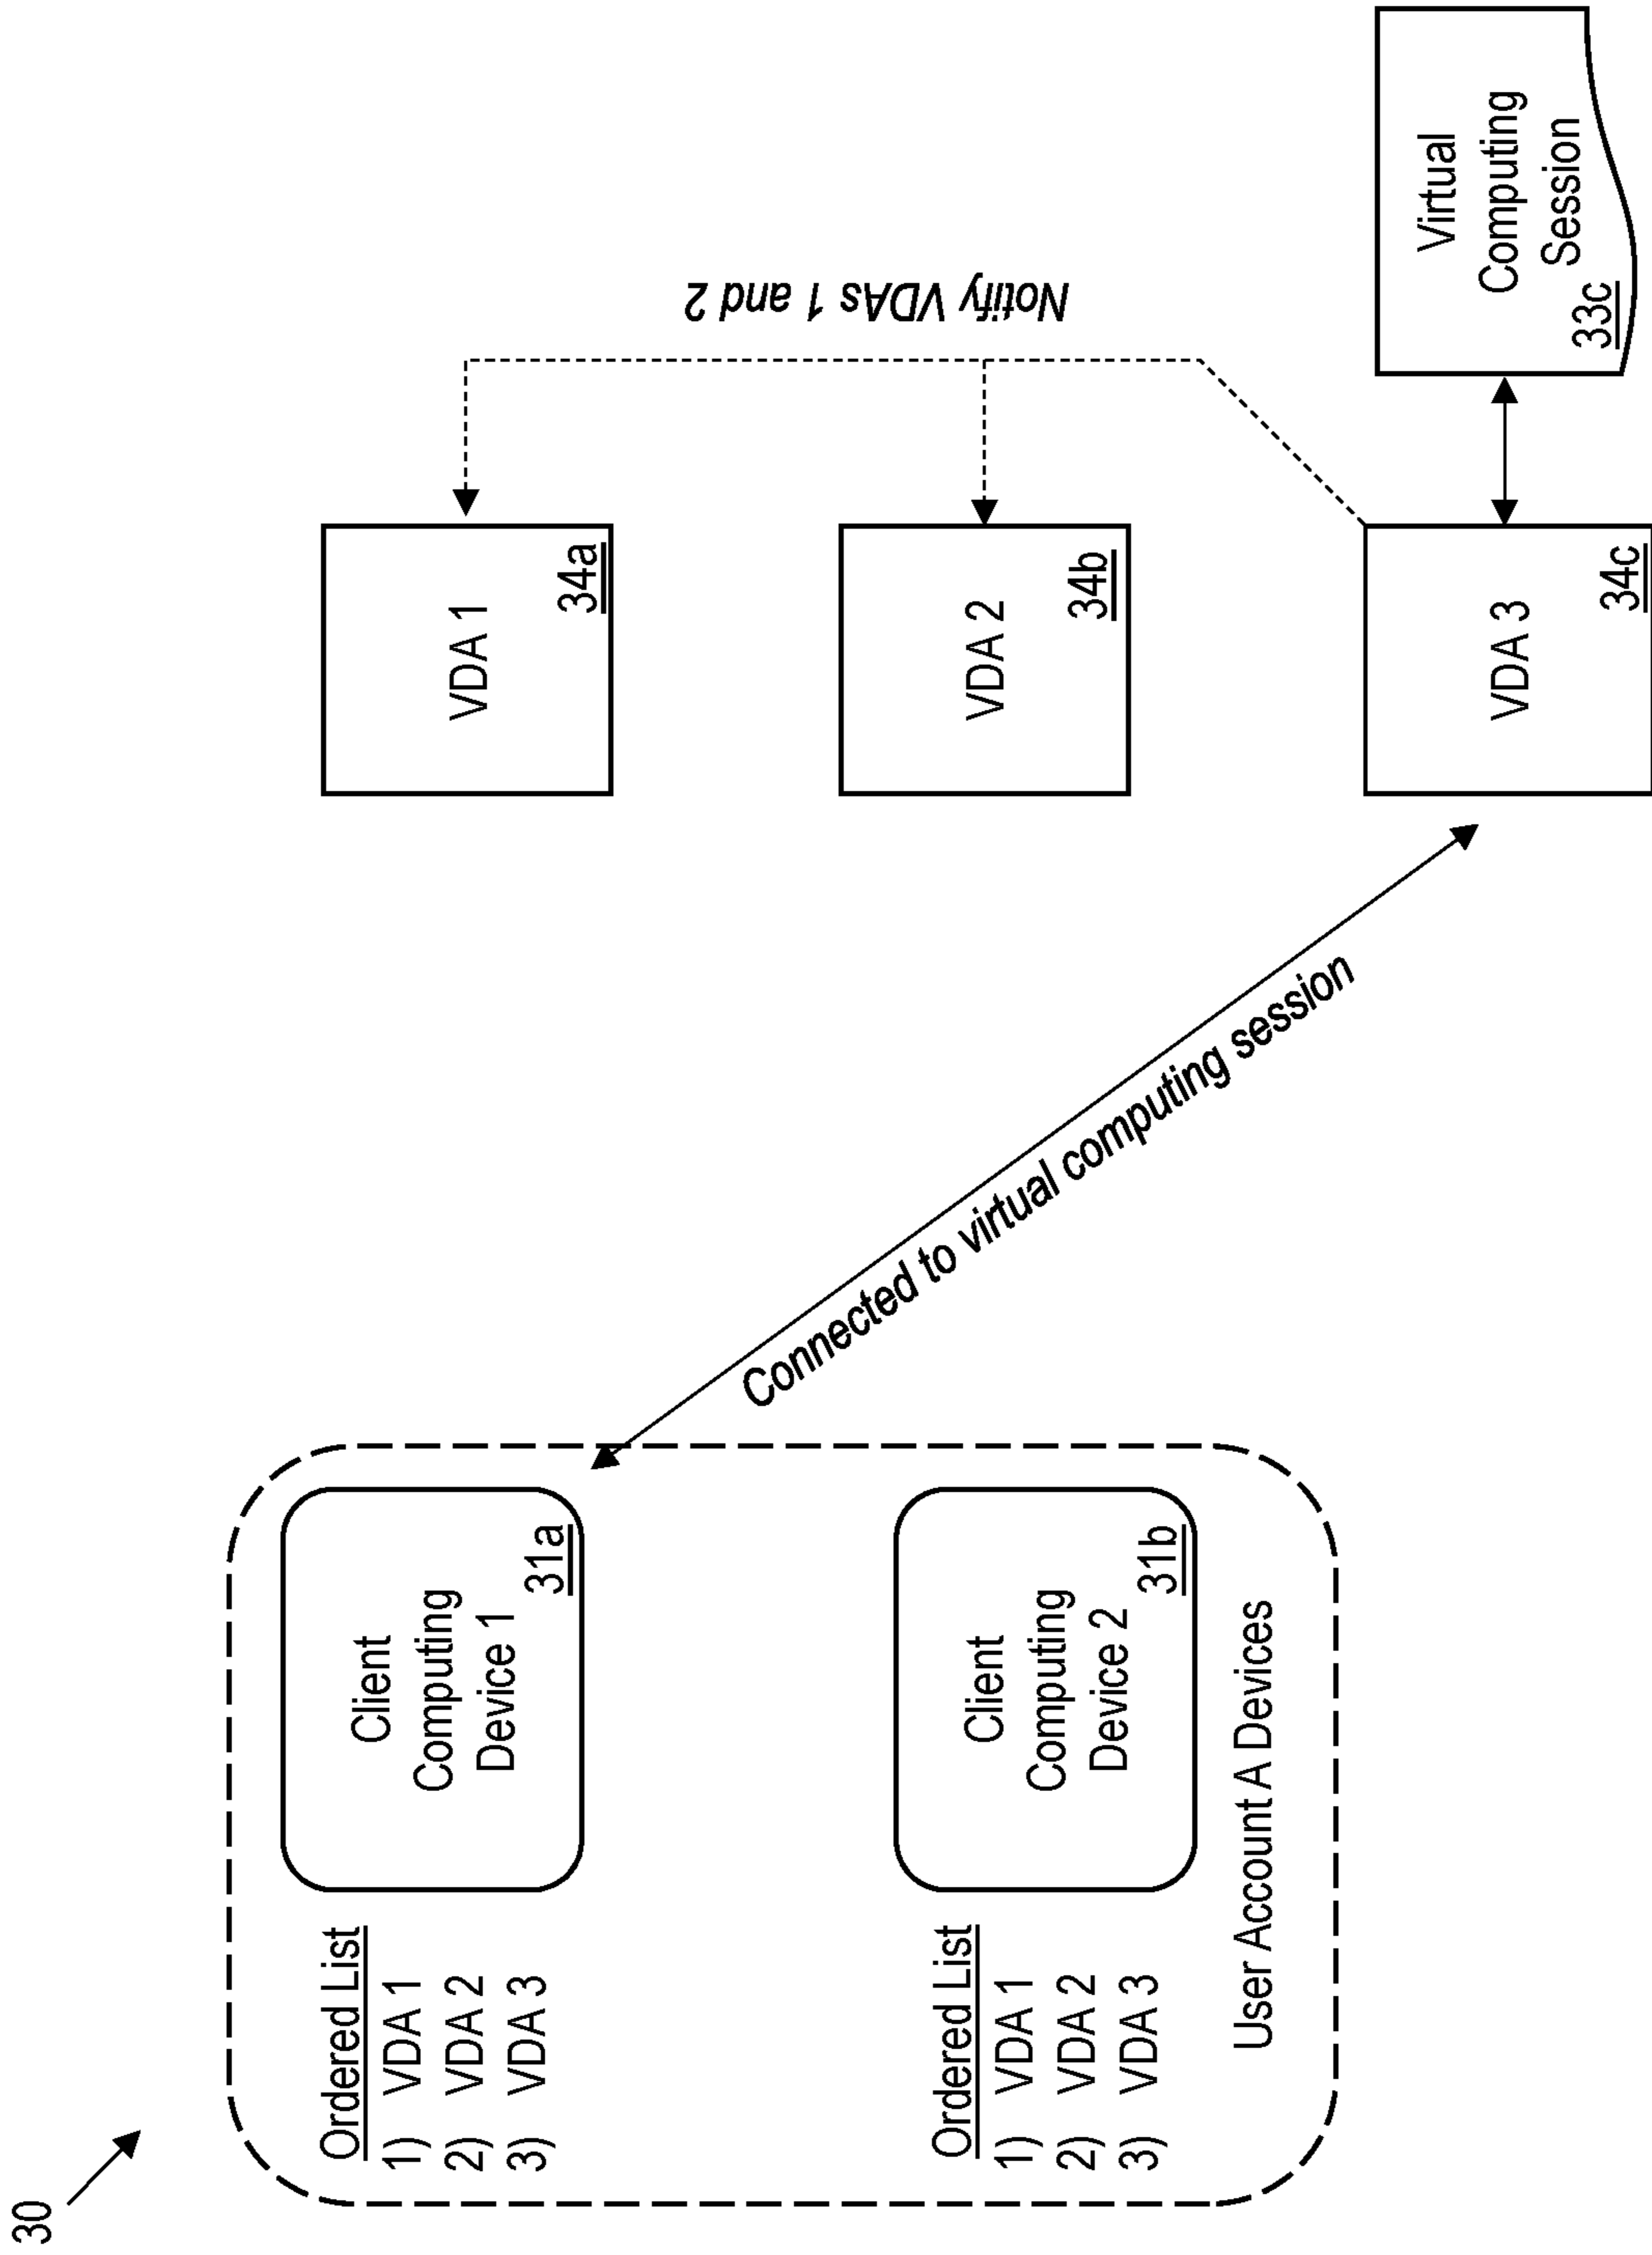 30
Ordered List
1) VDA 1
2) VDA 2
3) VDA 3
Client
Computing
Device 1
31a
Ordered List
1) VDA 1
2) VDA 2
3) VDA 3
Client
Computing
Device 2
31b
User Account A Devices
Connected to virtual computing session
VDA 1
34a
VDA 2
34b
VDA 3
34c
Notify VDAs 1 and 2
Virtual
Computing
Session
33c